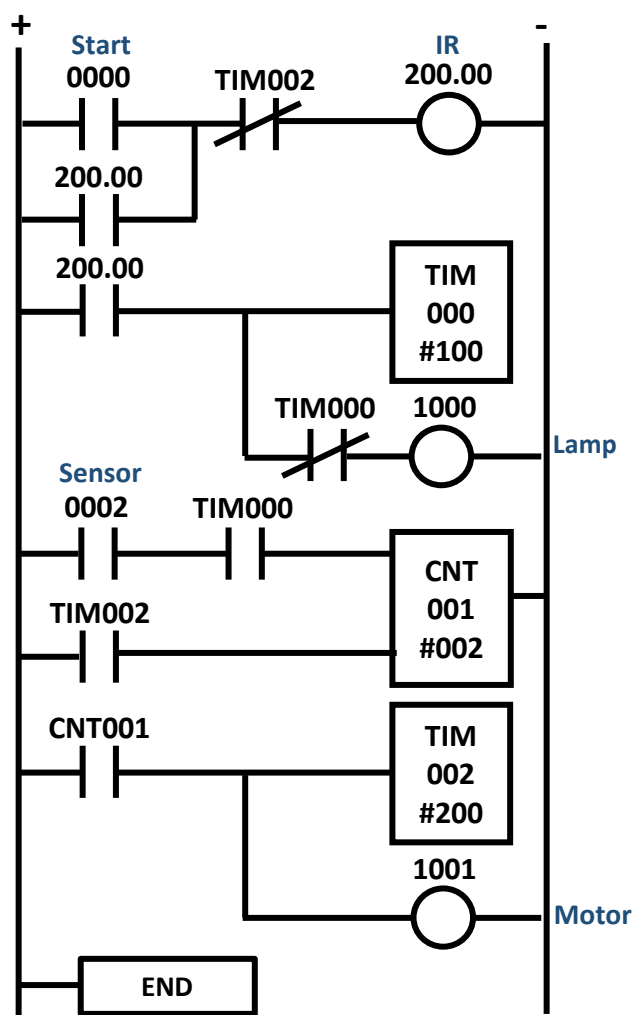 + -
Start IR
0000 TIM002 200.00
200.00
200.00
TIM
000
#100
TIM000 1000
Lamp
Sensor
0002 TIM000
CNT
001
#002
TIM002
CNT001
TIM
002
#200
1001
Motor
END